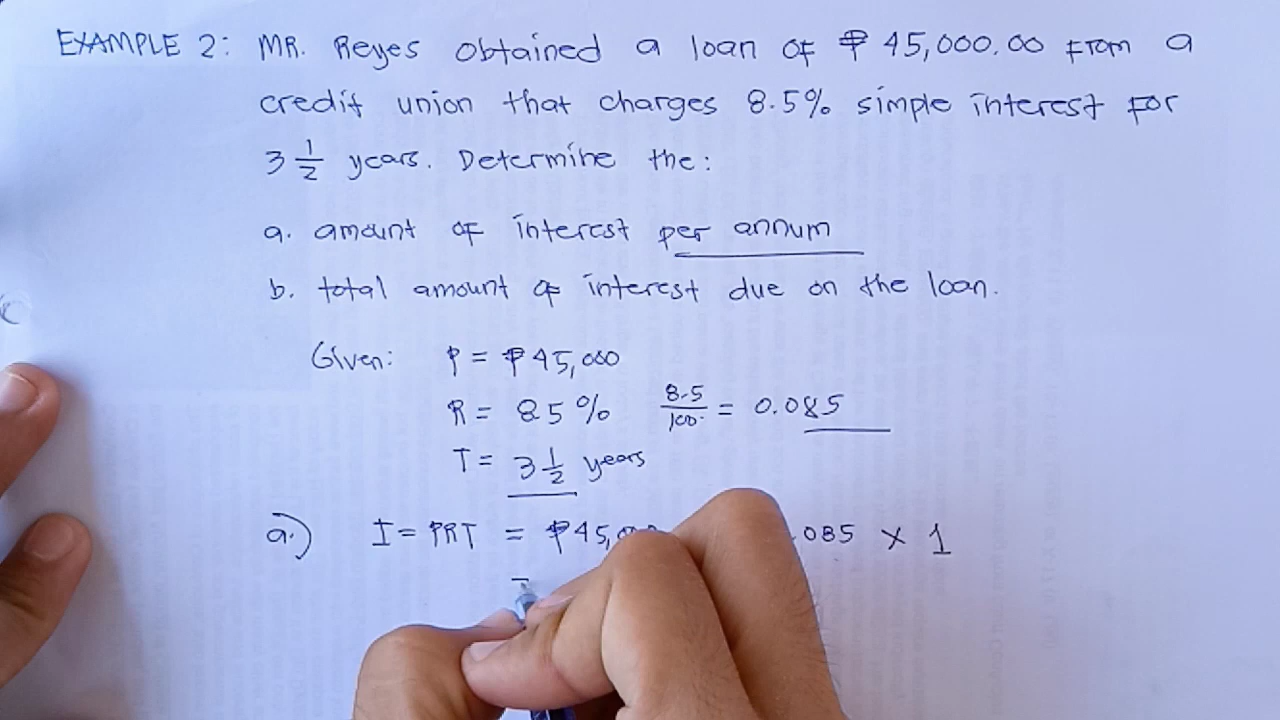 EXAMPLE 2: MR. Reyes obtained a loan of ₱ 45,000.00 from a
credit union that charges 8.5% simple interest for
3 1/2 years. Determine the:
a. amount of interest per annum
b. total amount of interest due on the loan.
Given: P = ₱45,000
R = 8.5% 8.5/100 = 0.085
T = 3 1/2 years
a.) I = PRT = ₱45, .085 x 1